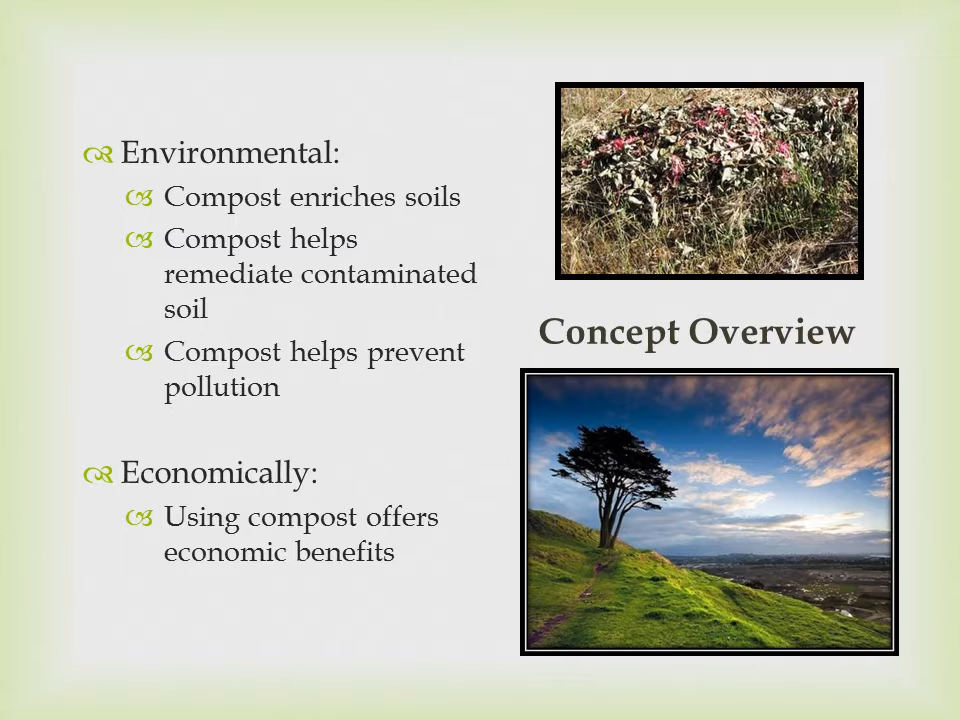 Environmental:
Compost enriches soils
Compost helps
remediate contaminated
soil
Compost helps prevent
pollution
Economically:
Using compost offers
economic benefits
Concept Overview